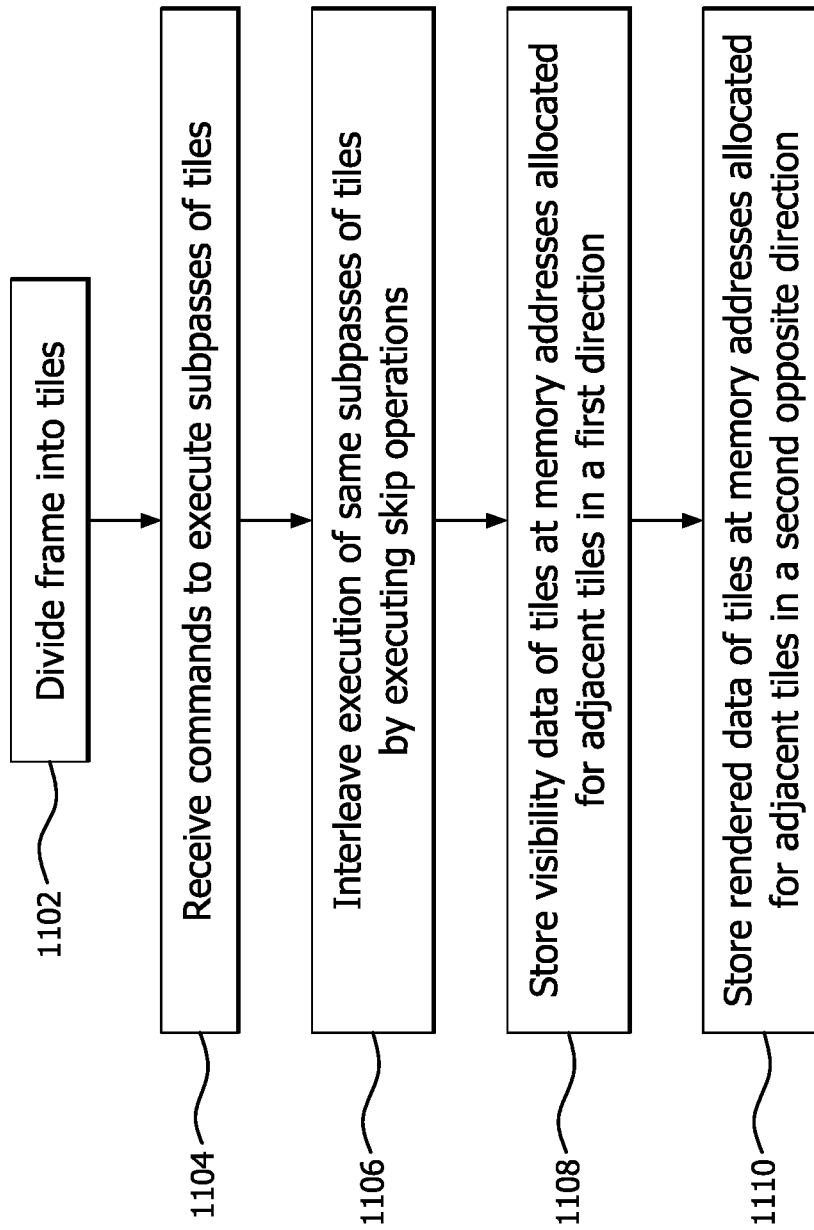 1102
Divide frame into tiles
1104
Receive commands to execute subpasses of tiles
1106
Interleave execution of same subpasses of tiles
by executing skip operations
1108
Store visibility data of tiles at memory addresses allocated
for adjacent tiles in a first direction
1110
Store rendered data of tiles at memory addresses allocated
for adjacent tiles in a second opposite direction